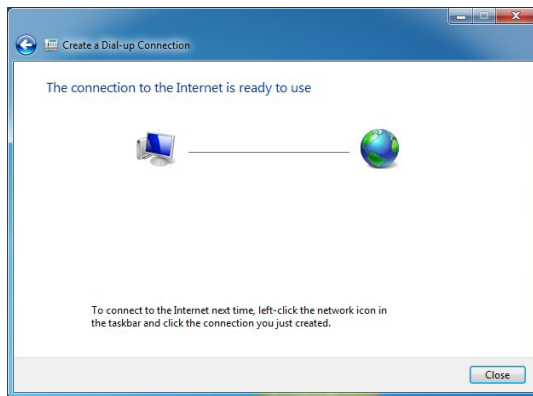 Create a Dial-up Connection
The connection to the Internet is ready to use
To connect to the Internet next time, left-click the network icon in
the taskbar and click the connection you just created.
Close